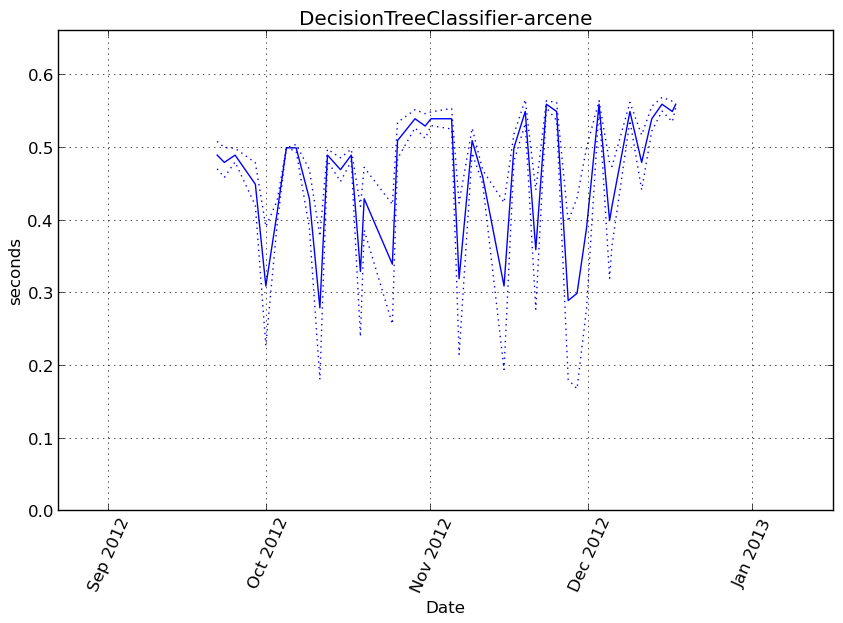 DecisionTreeClassifier-arcene
0.6
0.5
0.4
0.3
0.2
0.1
0.0
seconds
Sep 2012
Oct 2012
Nov 2012
Dec 2012
Jan 2013
Date